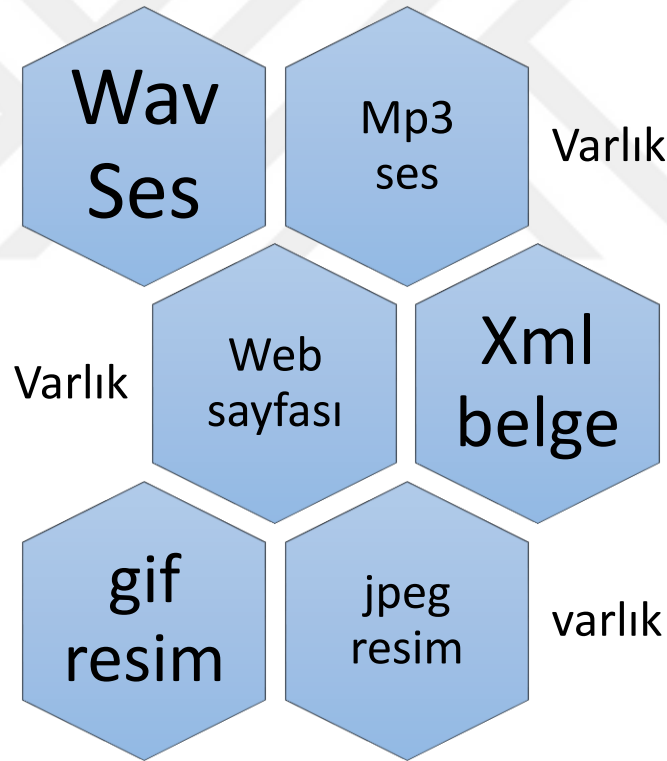 Wav
Ses
Mp3
ses
Varlık
Varlık
Web
sayfası
Xml
belge
gif
resim
jpeg
resim
varlık